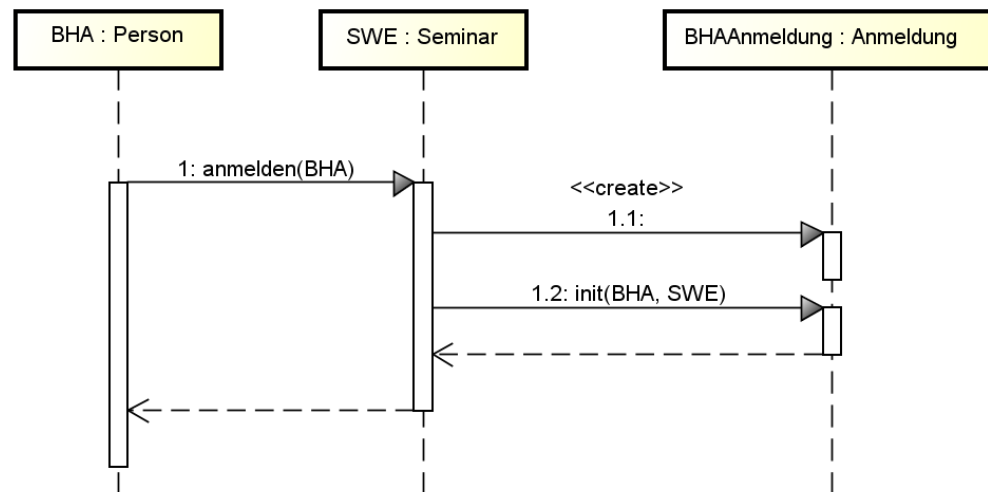 BHA : Person
SWE : Seminar
BHAAnmeldung : Anmeldung
1: anmelden(BHA)
<<create>>
1.1:
1.2: init(BHA, SWE)